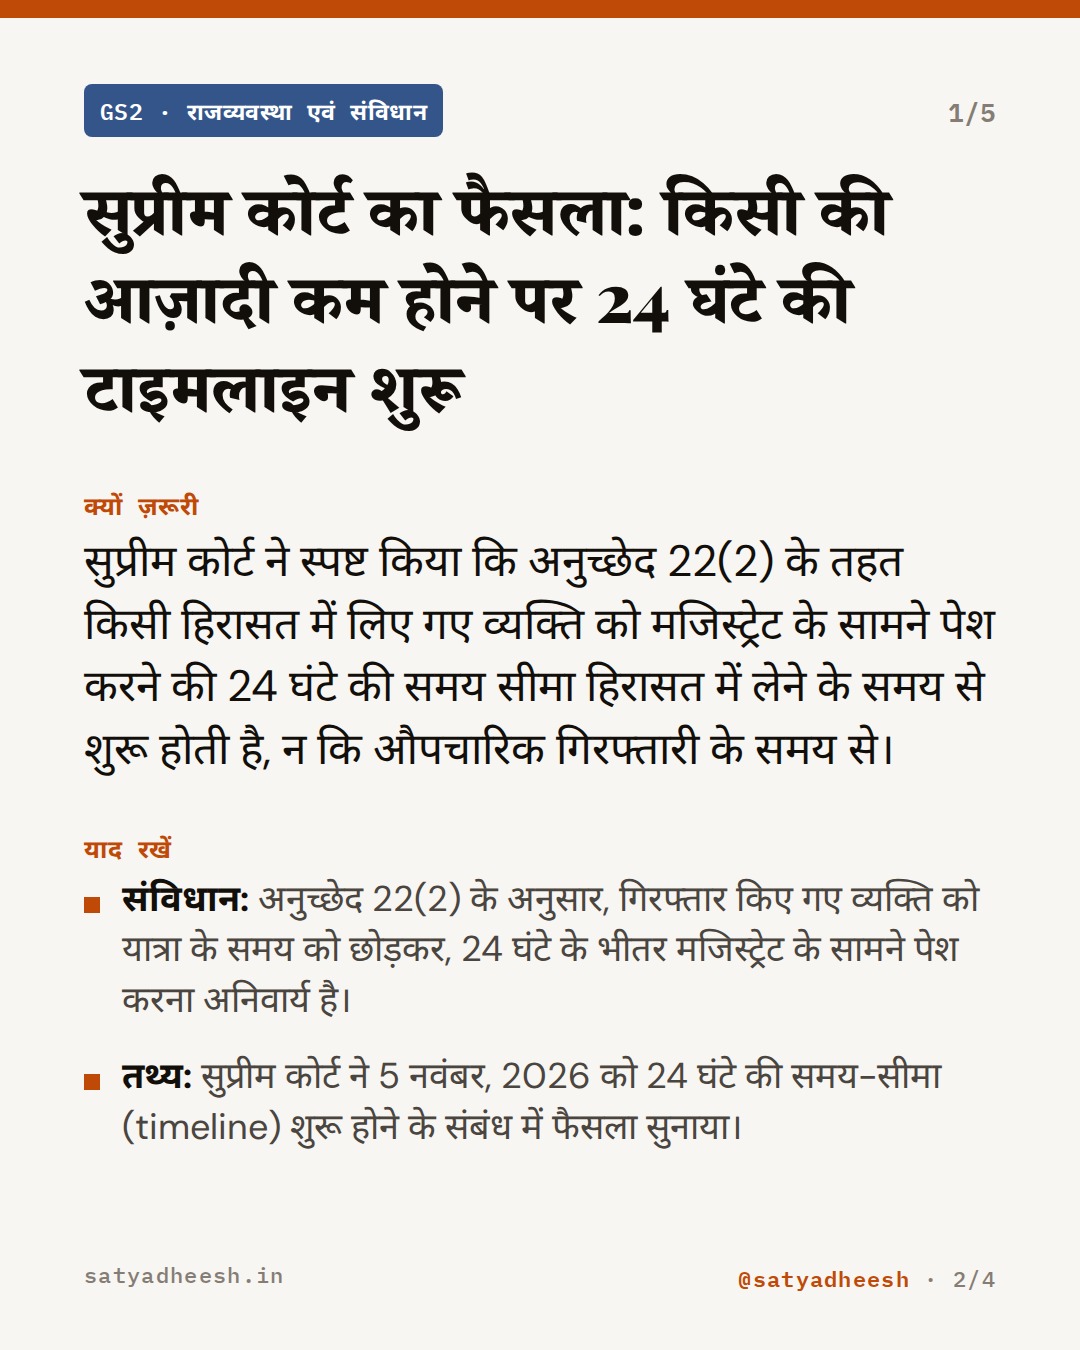 GS2 · राजव्यवस्था एवं संविधान
1/5
सुप्रीम कोर्ट का फैसला: किसी की
आज़ादी कम होने पर 24 घंटे की
टाइमलाइन शुरू
क्यों ज़रूरी
सुप्रीम कोर्ट ने स्पष्ट किया कि अनुच्छेद 22(2) के तहत
किसी हिरासत में लिए गए व्यक्ति को मजिस्ट्रेट के सामने पेश
करने की 24 घंटे की समय सीमा हिरासत में लेने के समय से
शुरू होती है, न कि औपचारिक गिरफ्तारी के समय से।
याद रखें
संविधान: अनुच्छेद 22(2) के अनुसार, गिरफ्तार किए गए व्यक्ति को
यात्रा के समय को छोड़कर, 24 घंटे के भीतर मजिस्ट्रेट के सामने पेश
करना अनिवार्य है।
तथ्य: सुप्रीम कोर्ट ने 5 नवंबर, 2026 को 24 घंटे की समय-सीमा
(timeline) शुरू होने के संबंध में फैसला सुनाया।
satyadheesh.in
@satyadheesh · 2/4